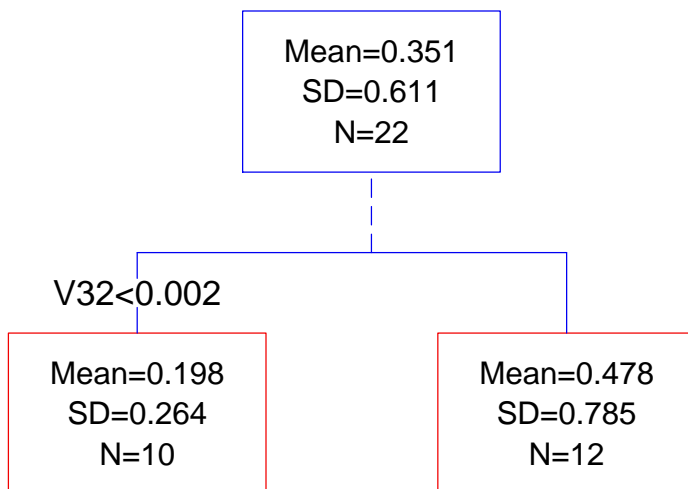 Mean=0.351
SD=0.611
N=22
V32<0.002
Mean=0.198
SD=0.264
N=10
Mean=0.478
SD=0.785
N=12